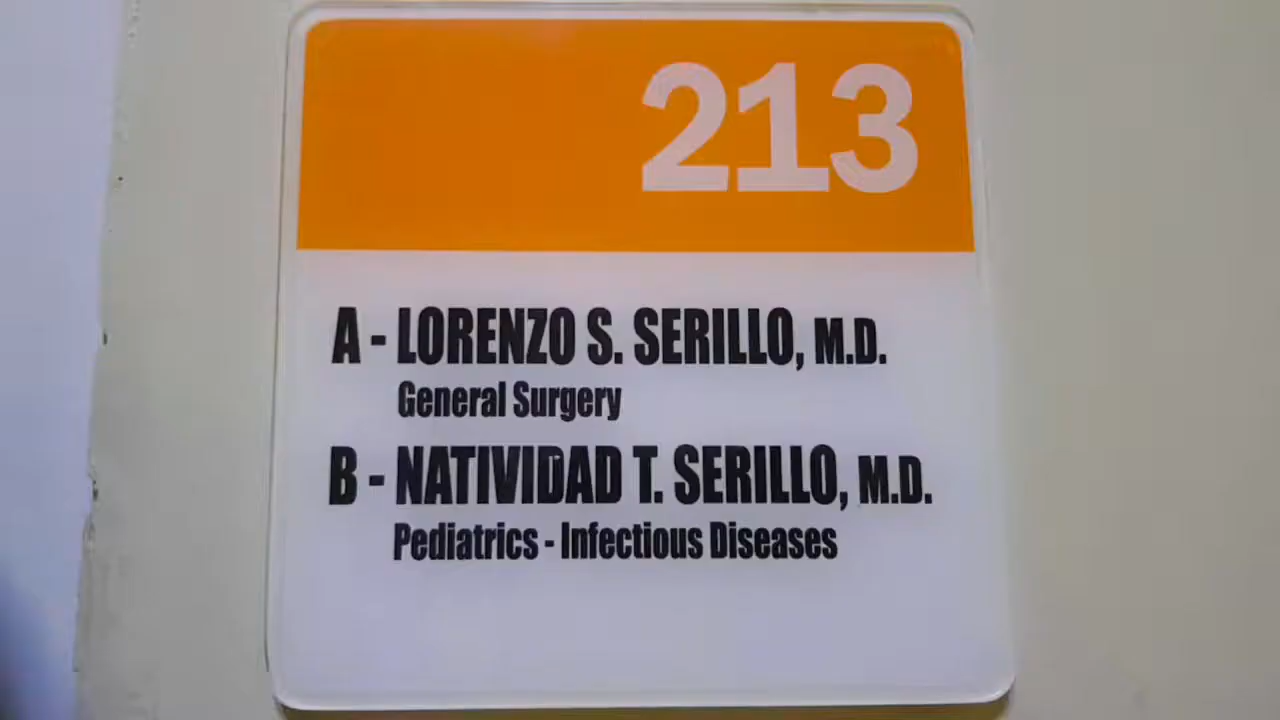 213
A - LORENZO S. SERILLO, M.D.
General Surgery
B - NATIVIDAD T. SERILLO, M.D.
Pediatrics - Infectious Diseases